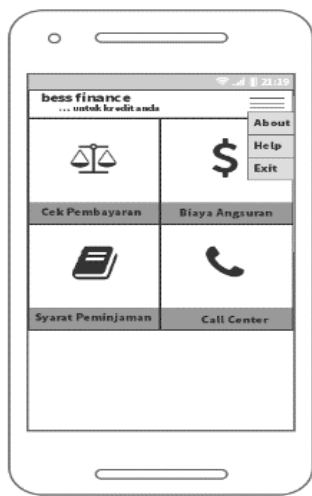 21:19
bess finance
... untuk kredit anda
About
Help
Exit
Cek Pembayaran
Biaya Angsuran
Syarat Peminjaman
Call Center